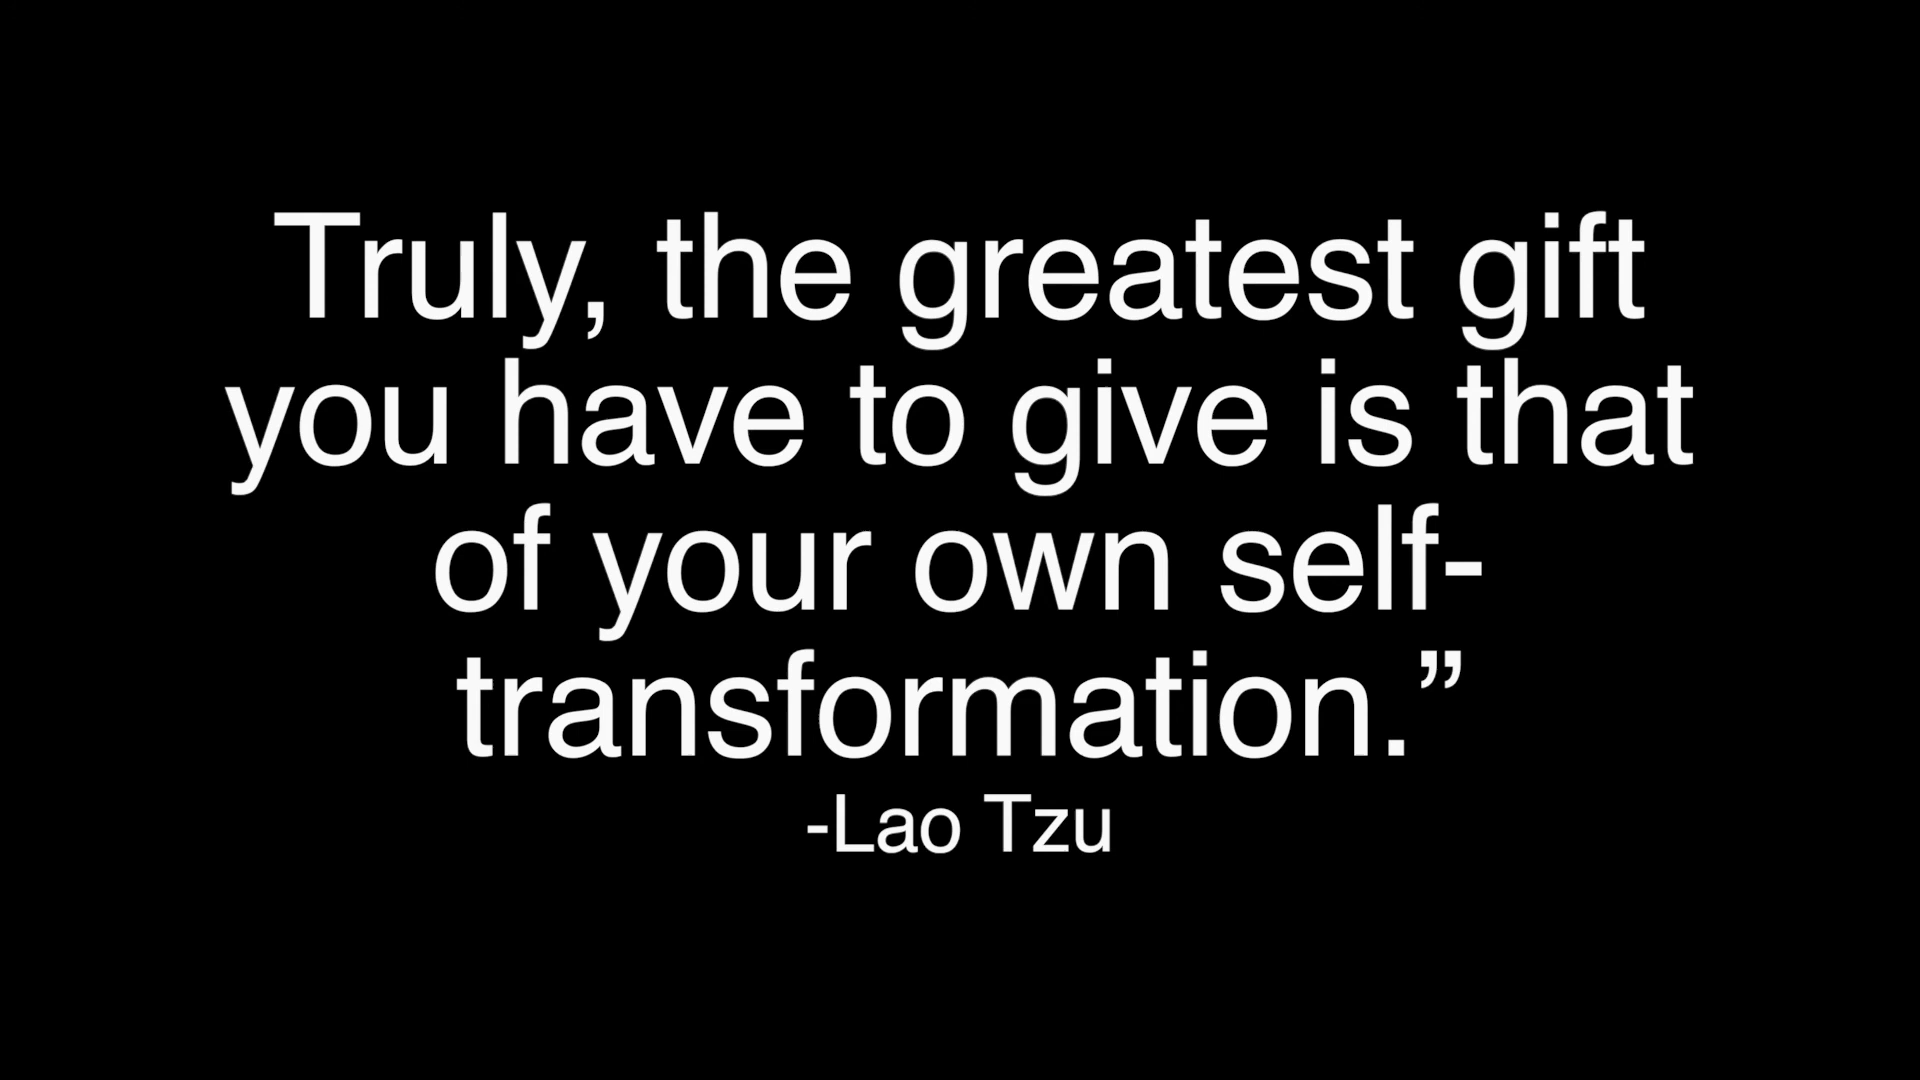 Truly, the greatest gift
you have to give is that
of your own self-
transformation.”
-Lao Tzu